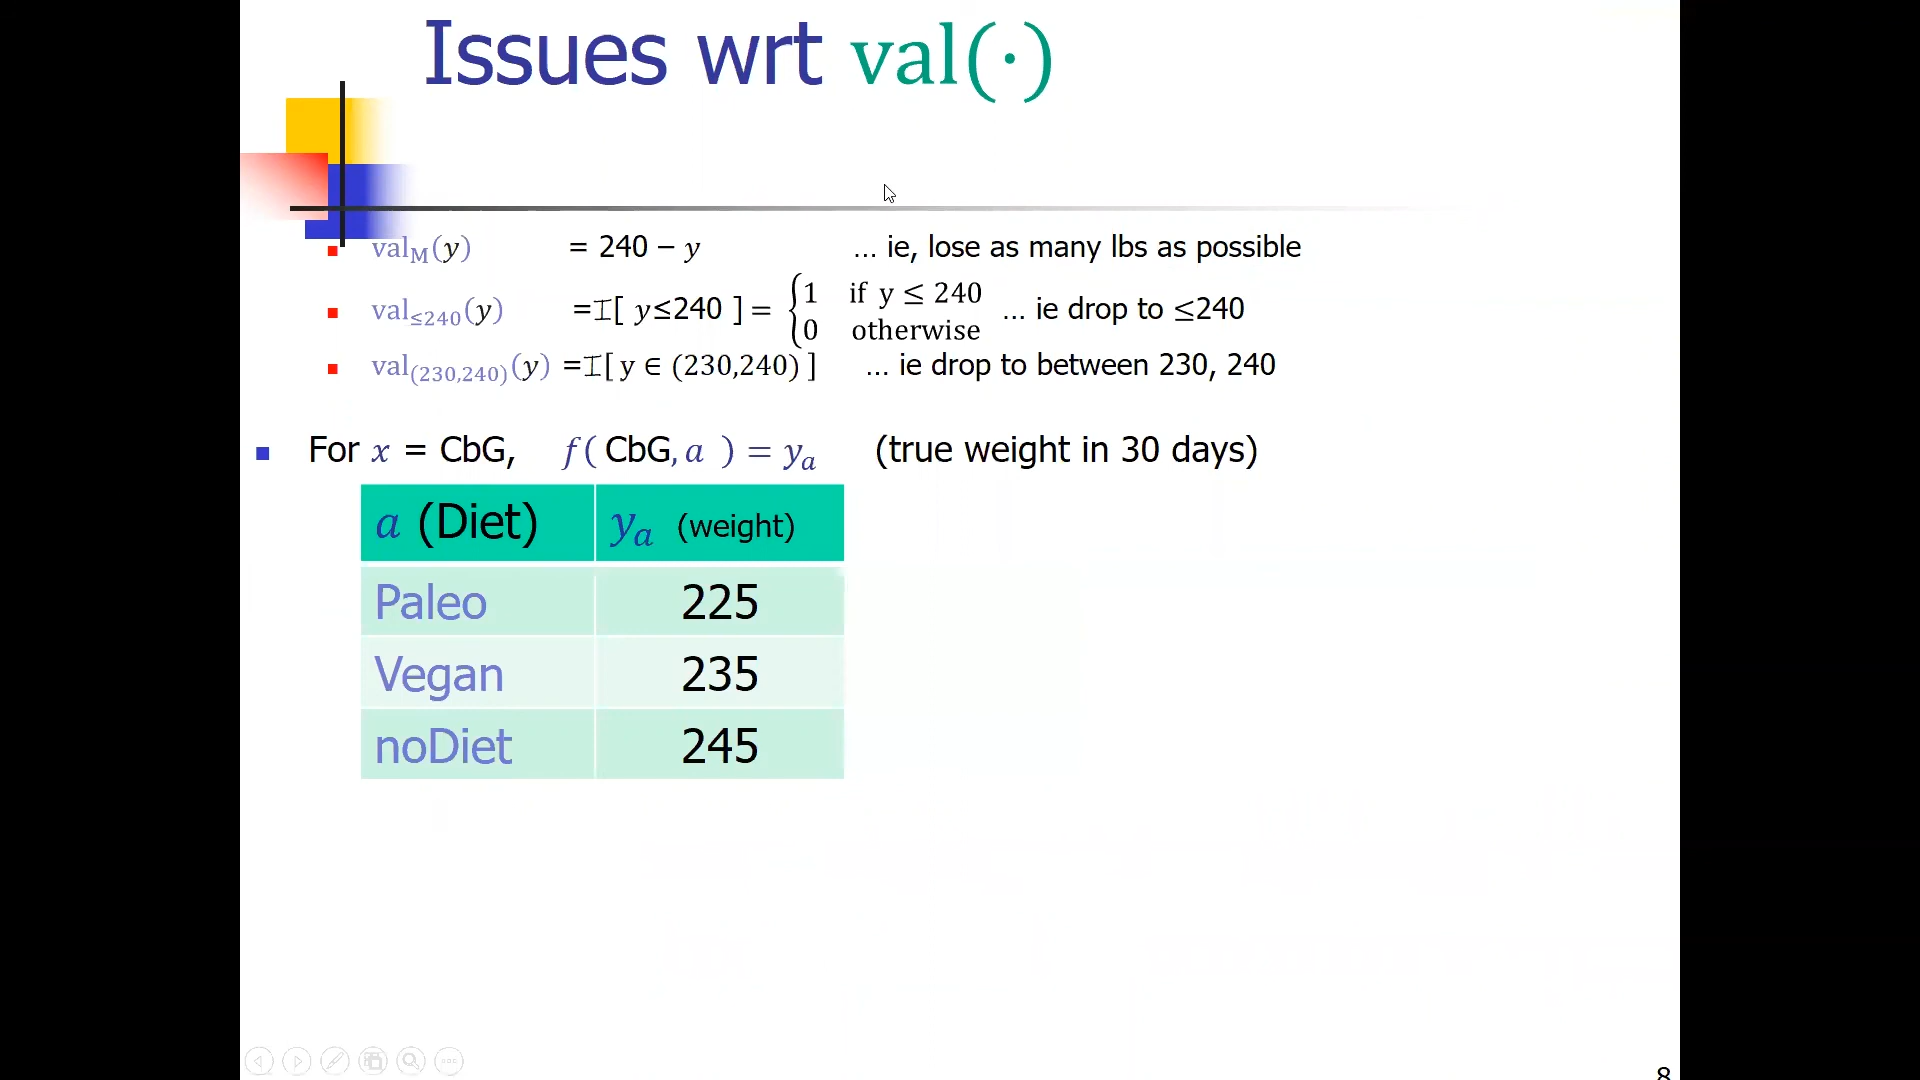 Issues wrt val(·)
val_M(y) = 240 − y ... ie, lose as many lbs as possible
val_≤240(y) =𝕀[ y≤240 ] = {1 if y ≤ 240 ... ie drop to ≤240
0 otherwise
val_(230,240)(y) =𝕀[ y ∈ (230,240) ] ... ie drop to between 230, 240
For x = CbG, f( CbG, a ) = y_a (true weight in 30 days)
a (Diet) y_a (weight)
Paleo 225
Vegan 235
noDiet 245
8